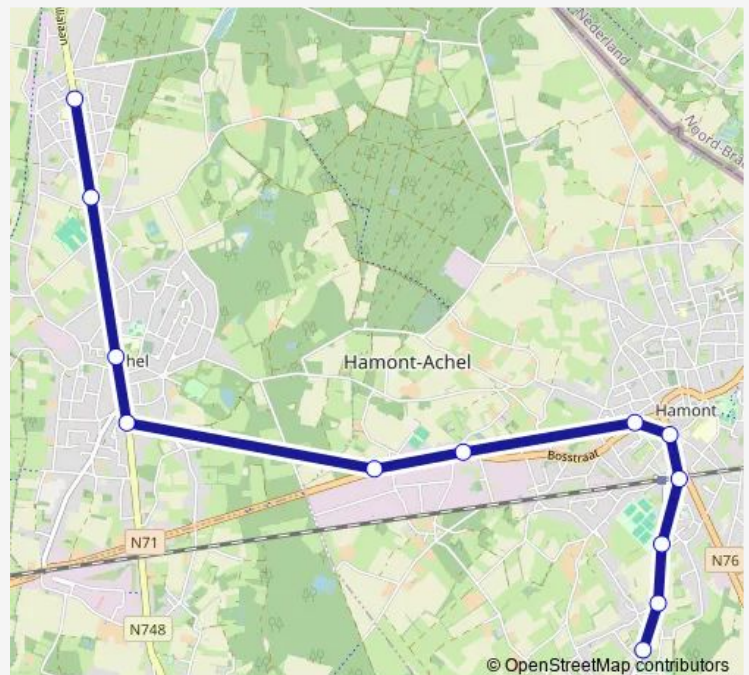 Nederland
Noord-Bra
hel
Hamont-Achel
Hamont
Bosstraat
N71
N76
N748
© OpenStreetMap contributors